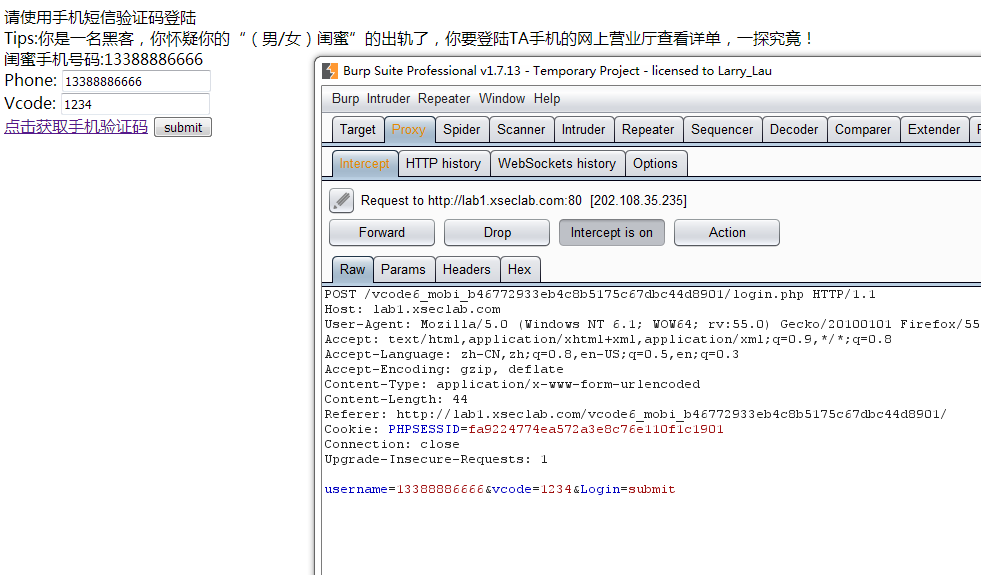 请使用手机短信验证码登陆
Tips:你是一名黑客，你怀疑你的“（男/女）闺蜜”的出轨了，你要登陆TA手机的网上营业厅查看详单，一探究竟！
闺蜜手机号码:13388886666
Phone: 13388886666
Vcode: 1234
点击获取手机验证码 submit
Burp Suite Professional v1.7.13 - Temporary Project - licensed to Larry_Lau
Burp Intruder Repeater Window Help
Target Proxy Spider Scanner Intruder Repeater Sequencer Decoder Comparer Extender
Intercept HTTP history WebSockets history Options
Request to http://lab1.xseclab.com:80 [202.108.35.235]
Forward Drop Intercept is on Action
Raw Params Headers Hex
POST /vcode6_mobi_b46772933eb4c8b5175c67dbc44d8901/login.php HTTP/1.1
Host: lab1.xseclab.com
User-Agent: Mozilla/5.0 (Windows NT 6.1; WOW64; rv:55.0) Gecko/20100101 Firefox/55
Accept: text/html,application/xhtml+xml,application/xml;q=0.9,*/*;q=0.8
Accept-Language: zh-CN,zh;q=0.8,en-US;q=0.5,en;q=0.3
Accept-Encoding: gzip, deflate
Content-Type: application/x-www-form-urlencoded
Content-Length: 44
Referer: http://lab1.xseclab.com/vcode6_mobi_b46772933eb4c8b5175c67dbc44d8901/
Cookie: PHPSESSID=fa9224774ea572a3e8c76e110f1c1901
Connection: close
Upgrade-Insecure-Requests: 1
username=13388886666&vcode=1234&Login=submit